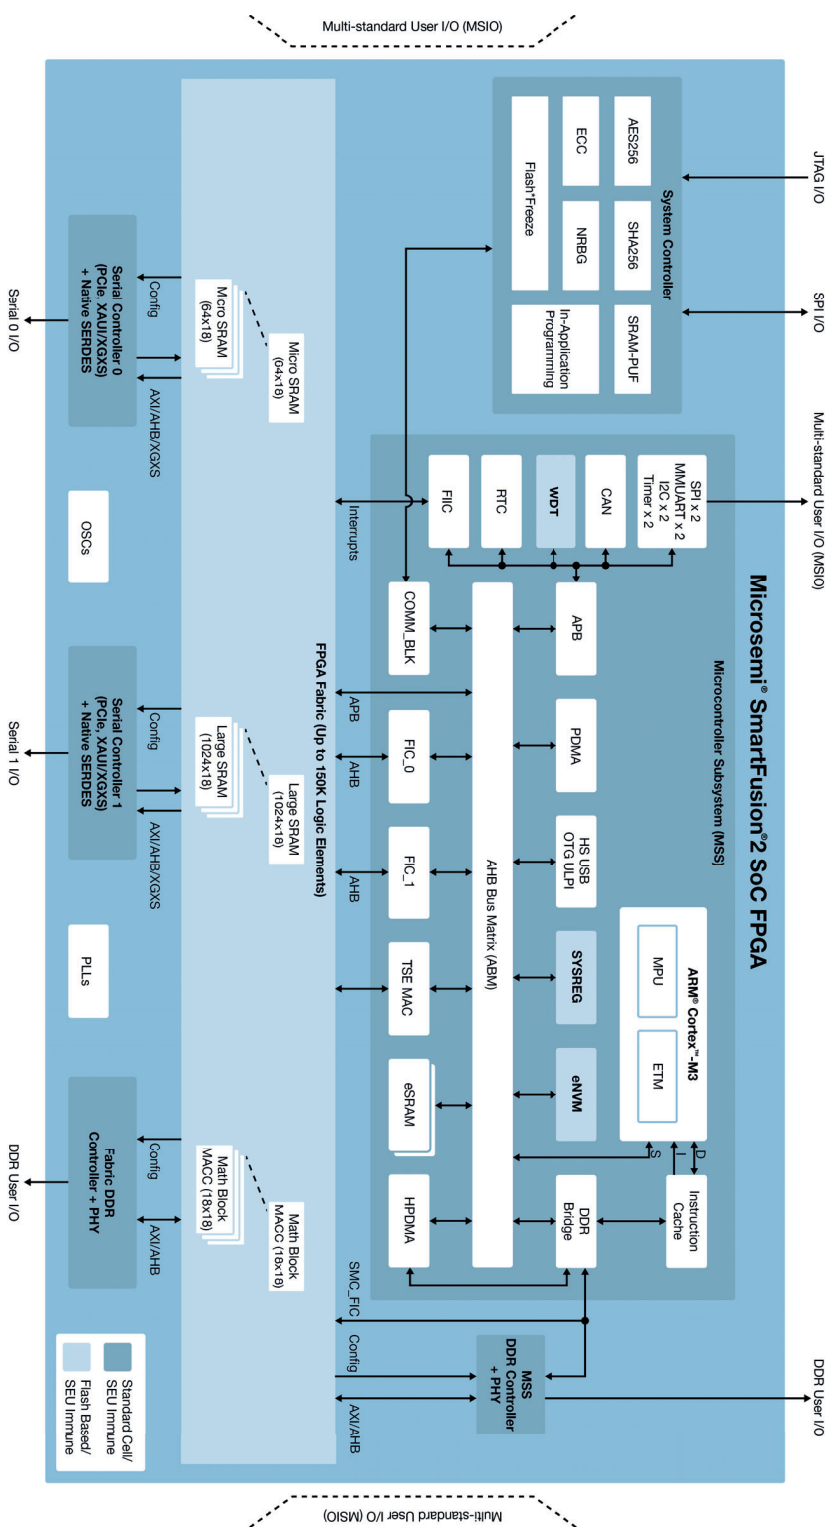 Multi-standard User I/O (MSIO)
JTAG I/O
SPI I/O
Multi-standard User I/O (MSIO)
DDR User I/O
Microsemi® SmartFusion®2 SoC FPGA
System Controller
AES256
SHA256
SRAM-PUF
ECC
NRBG
In-Application
Programming
Flash*Freeze
Microcontroller Subsystem (MSS)
ARM® Cortex™-M3
MPU
ETM
D
I
S
Instruction
Cache
SPI x 2
MMUART x 2
I2C x 2
Timer x 2
CAN
WDT
RTC
FIIC
APB
PDMA
HS USB
OTG ULPI
SYSREG
eNVM
DDR
Bridge
AHB Bus Matrix (ABM)
COMM_BLK
FIC_0
FIC_1
TSE MAC
eSRAM
HPDMA
MSS
DDR Controller
+ PHY
Interrupts
APB
AHB
AHB
SMC_FIC
Config
AXI/AHB
FPGA Fabric (Up to 150K Logic Elements)
Micro SRAM
(04x18)
Large SRAM
(1024x18)
Math Block
MACC (18x18)
Micro SRAM
(64x18)
Large SRAM
(1024x18)
Math Block
MACC (18x18)
Config
AXI/AHB/XGXS
Config
AXI/AHB/XGXS
Config
AXI/AHB
Serial Controller 0
(PCIe, XAUI/XGXS)
+ Native SERDES
OSCs
Serial Controller 1
(PCIe, XAUI/XGXS)
+ Native SERDES
PLLs
Fabric DDR
Controller + PHY
Standard Cell/
SEU Immune
Flash Based/
SEU Immune
Serial 0 I/O
Serial 1 I/O
DDR User I/O
Multi-standard User I/O (MSIO)